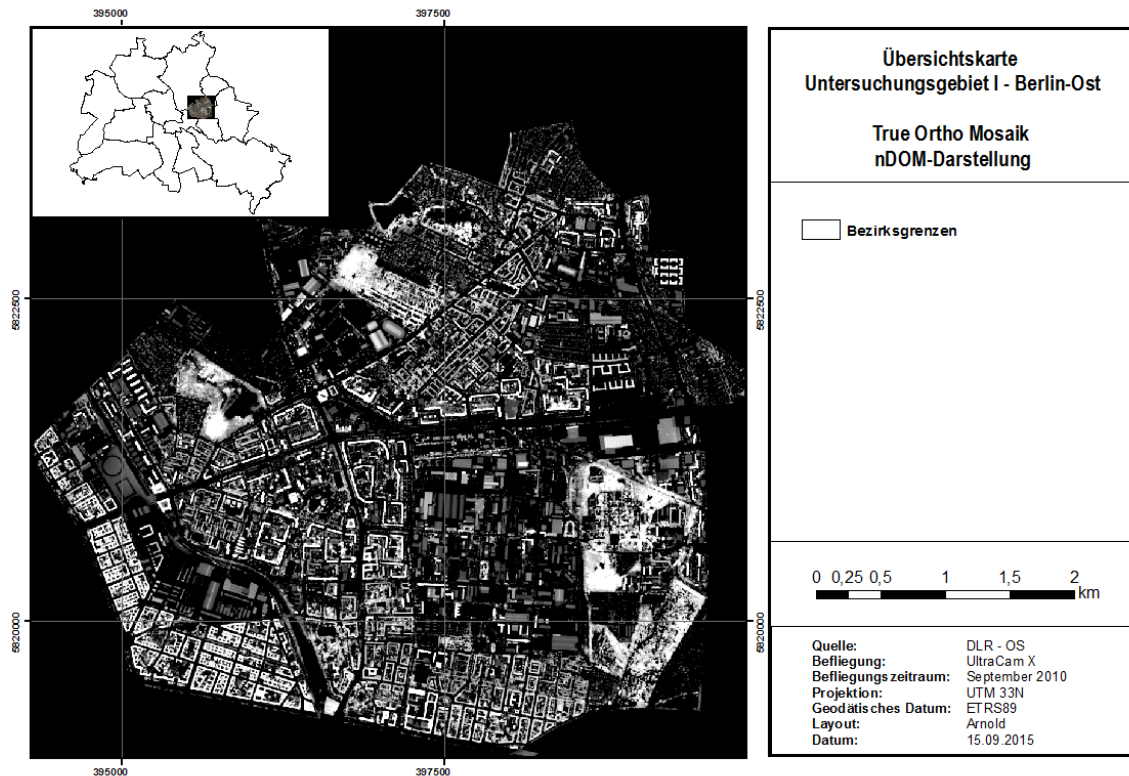 395000 397500
Übersichtskarte
Untersuchungsgebiet I - Berlin-Ost
True Ortho Mosaik
nDOM-Darstellung
Bezirksgrenzen
5822500 5822500
5820000 5820000
0 0,25 0,5 1 1,5 2
km
Quelle: DLR - OS
Befliegung: UltraCam X
Befliegungszeitraum: September 2010
Projektion: UTM 33N
Geodätisches Datum: ETRS89
Layout: Arnold
Datum: 15.09.2015
395000 397500